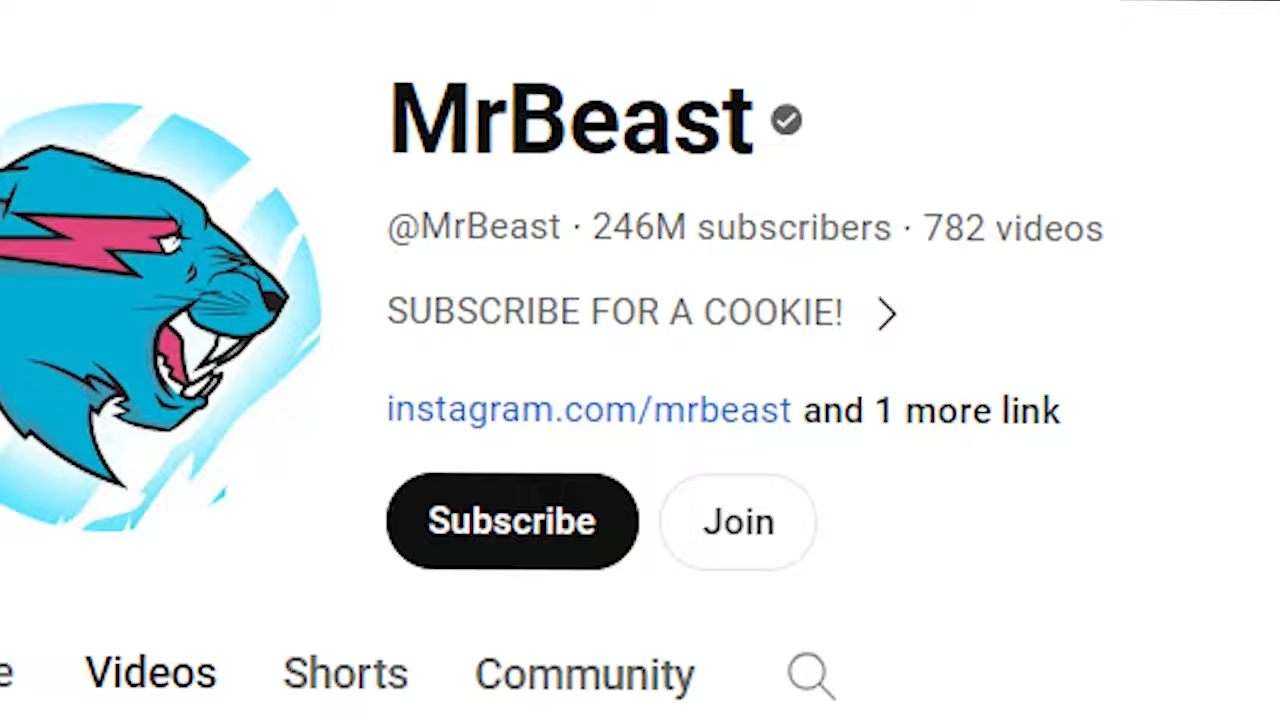 MrBeast
@MrBeast · 246M subscribers · 782 videos
SUBSCRIBE FOR A COOKIE!
instagram.com/mrbeast and 1 more link
Subscribe Join
Videos Shorts Community